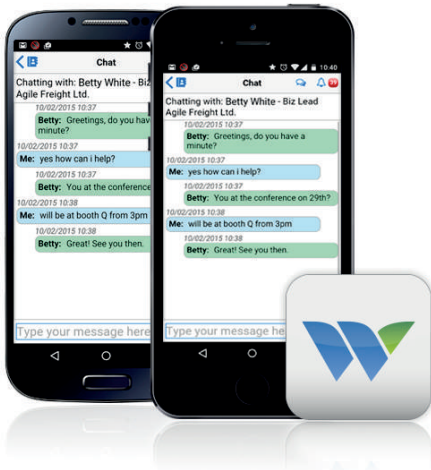 Chat
Chatting with: Betty White - Biz
Agile Freight Ltd.
10/02/2015 10:37
Betty: Greetings, do you hav
minute?
10/02/2015 10:37
Me: yes how can i help?
10/02/2015 10:37
Betty: You at the conference
10/02/2015 10:38
Me: will be at booth Q from 3pm
10/02/2015 10:38
Betty: Great! See you then.
Type your message here
10:40
Chat
99
Chatting with: Betty White - Biz Lead
Agile Freight Ltd.
10/02/2015 10:37
Betty: Greetings, do you have a
minute?
10/02/2015 10:37
Me: yes how can i help?
10/02/2015 10:37
Betty: You at the conference on 29th?
10/02/2015 10:38
Me: will be at booth Q from 3pm
10/02/2015 10:38
Betty: Great! See you then.
Type your message he
W